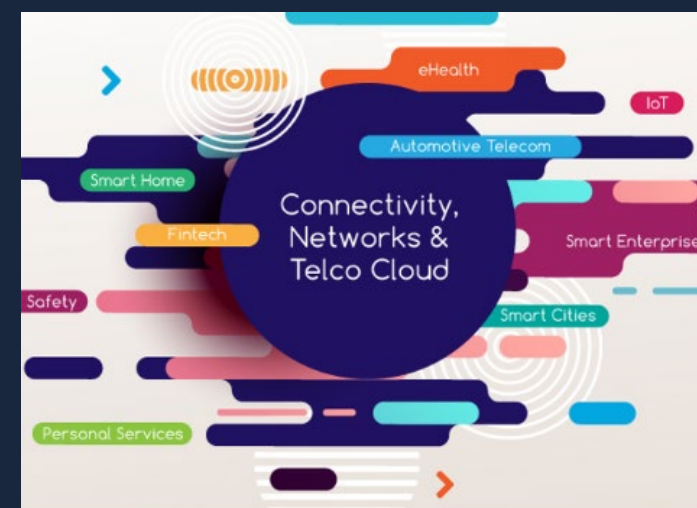 eHealth
IoT
Automotive Telecom
Smart Home
Connectivity,
Networks &
Telco Cloud
Fintech
Smart Enterprise
Safety
Smart Cities
Personal Services